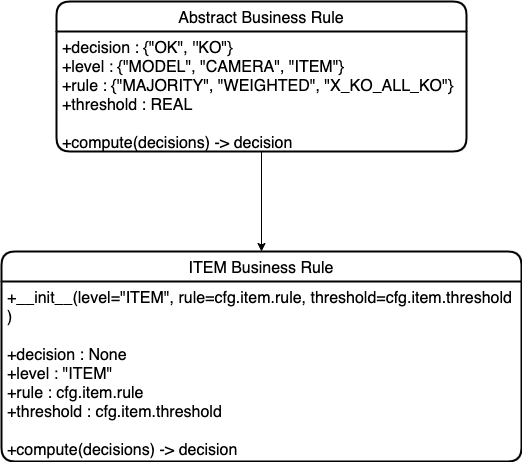 Abstract Business Rule
+decision : {"OK", "KO"}
+level : {"MODEL", "CAMERA", "ITEM"}
+rule : {"MAJORITY", "WEIGHTED", "X_KO_ALL_KO"}
+threshold : REAL
+compute(decisions) -> decision
ITEM Business Rule
+__init__(level="ITEM", rule=cfg.item.rule, threshold=cfg.item.threshold
)
+decision : None
+level : "ITEM"
+rule : cfg.item.rule
+threshold : cfg.item.threshold
+compute(decisions) -> decision